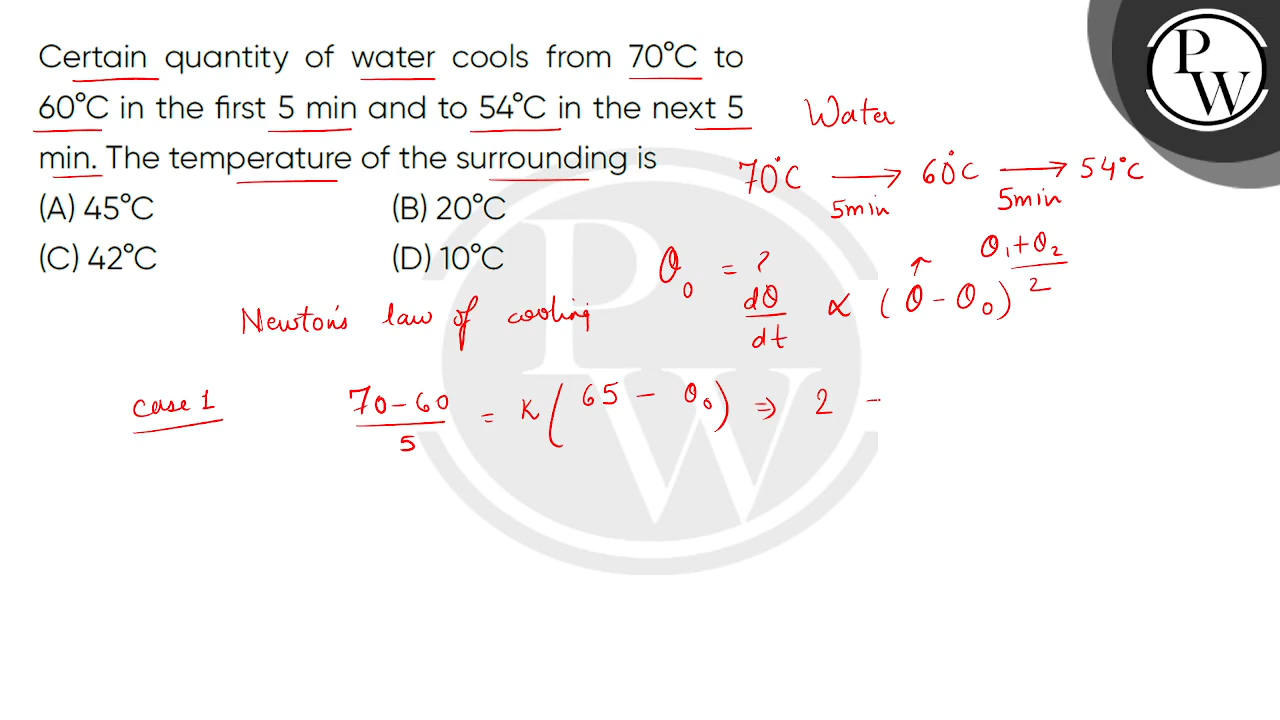 Certain quantity of water cools from 70°C to
60°C in the first 5 min and to 54°C in the next 5
min. The temperature of the surrounding is
(A) 45°C (B) 20°C
(C) 42°C (D) 10°C
P
W
Water
70°C → 60°C → 54°C
5min 5min
θ₀ = ?
dθ/dt ∝ (θ - θ₀)
↑ θ₁+θ₂/2
Newton's law of cooling
P
W
case 1 70-60/5 = K(65 - θ₀) ⇒ 2 -